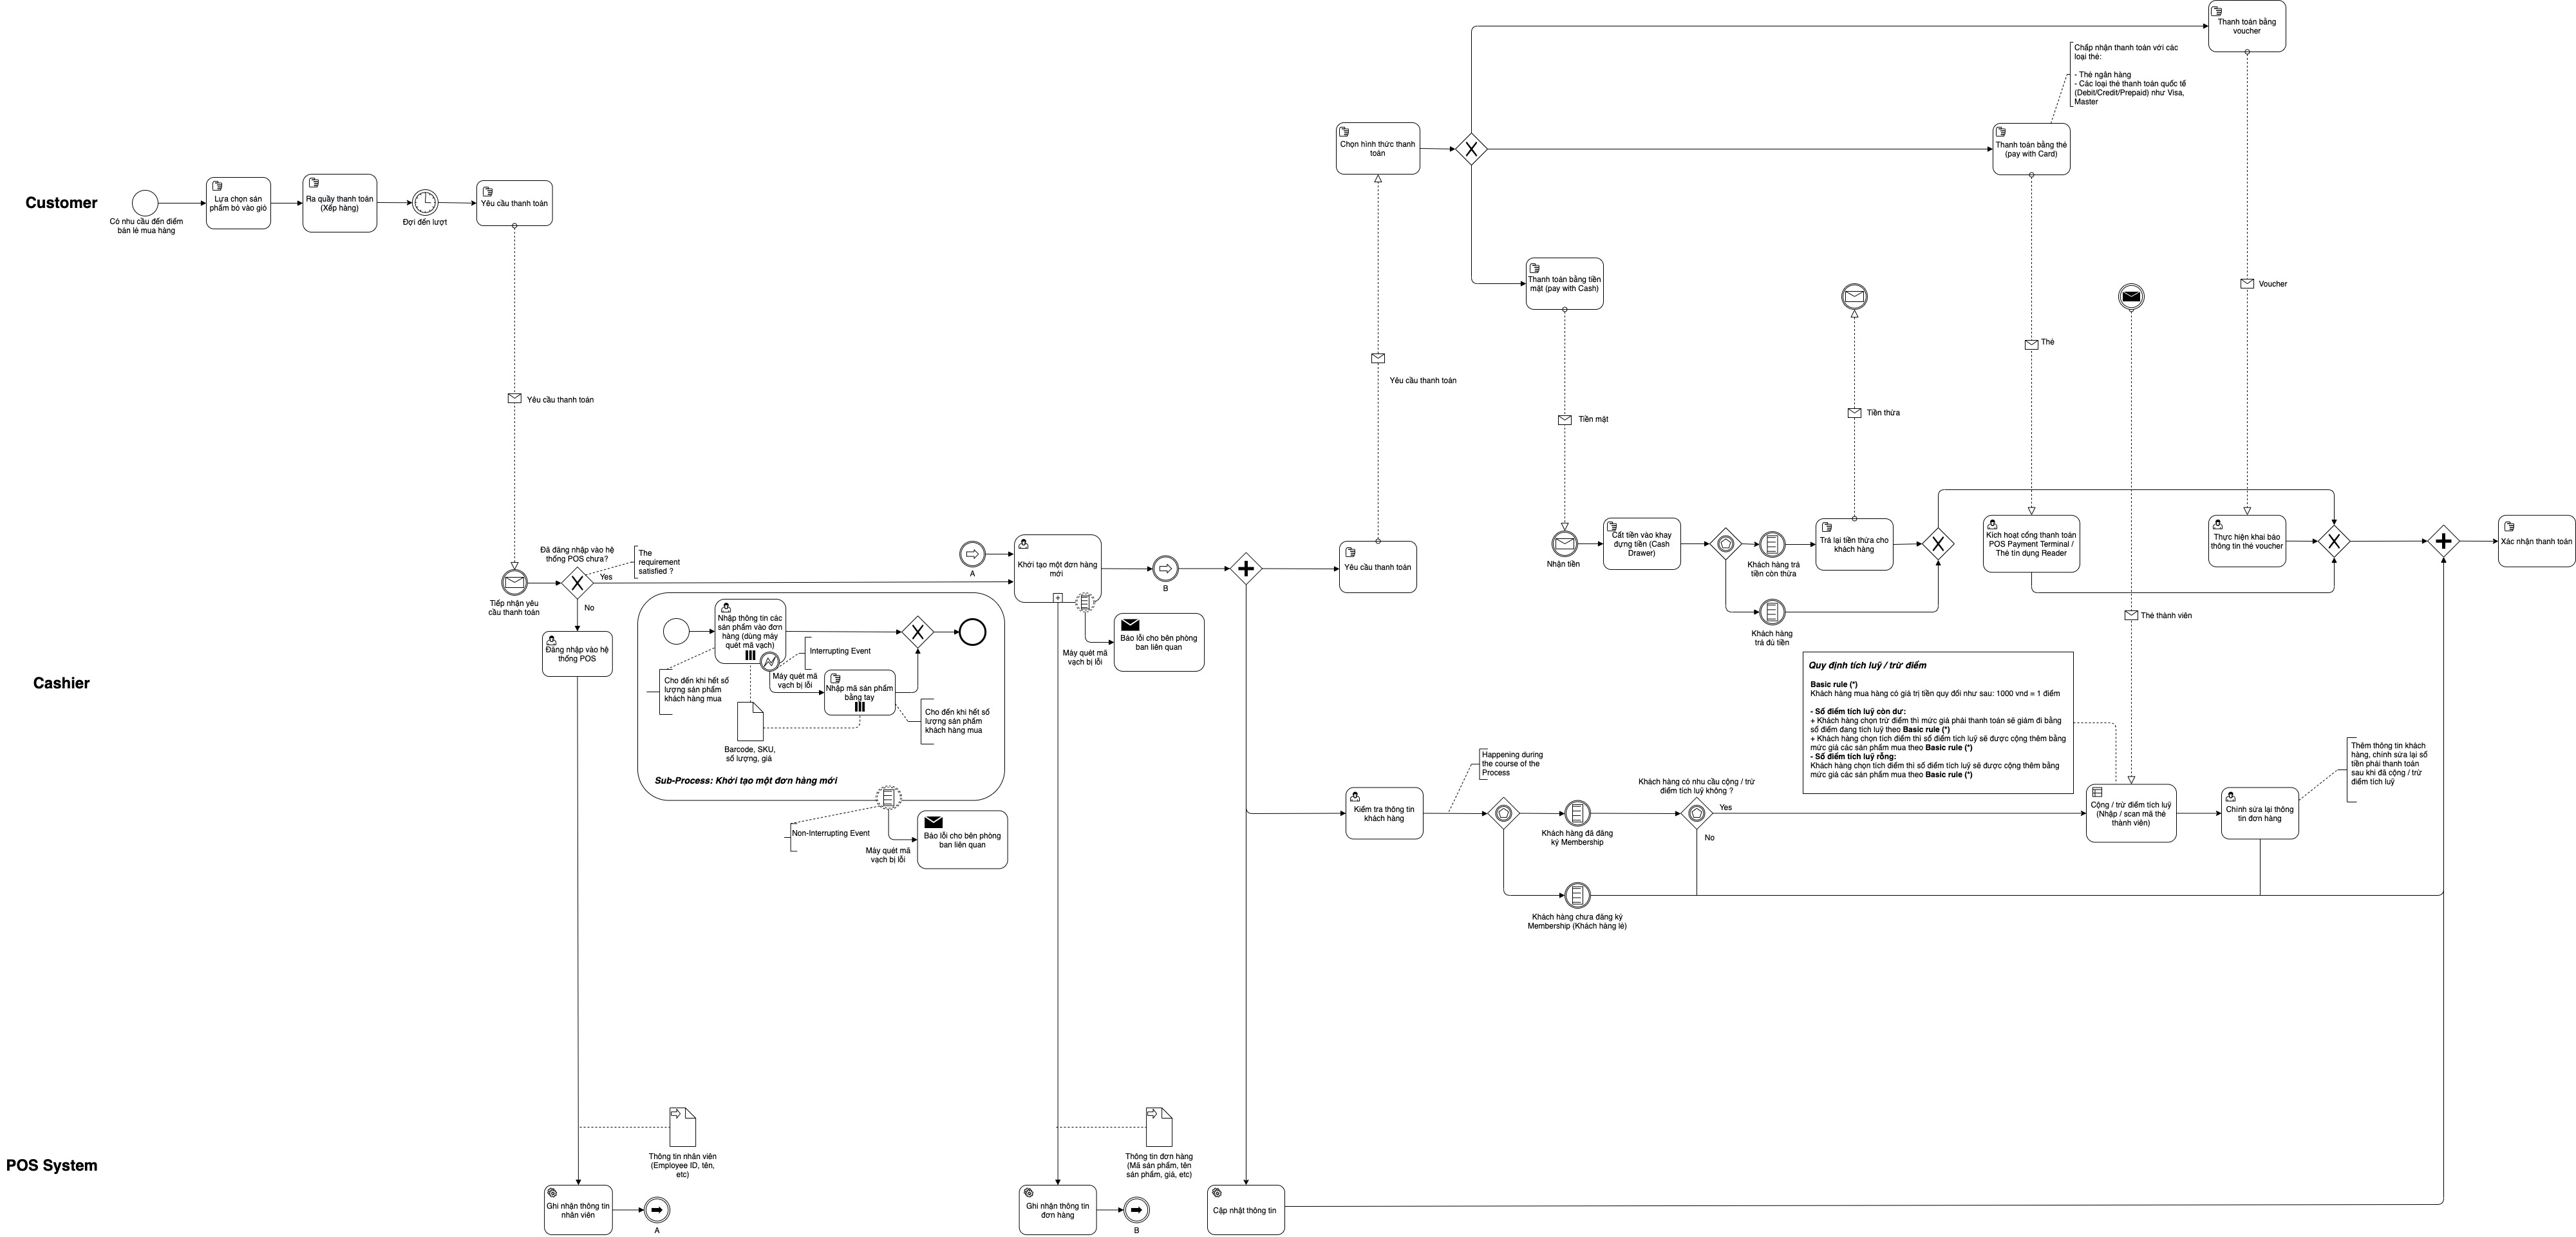 Thanh toán bằng
voucher
Chấp nhận thanh toán với các
loại thẻ:
- Thẻ ngân hàng
- Các loại thẻ thanh toán quốc tế
(Debit/Credit/Prepaid) như Visa,
Master
Chọn hình thức thanh
toán
Thanh toán bằng thẻ
(pay with Card)
Customer
Có nhu cầu đến điểm
bán lẻ mua hàng
Lựa chọn sản
phẩm bỏ vào giỏ
Ra quầy thanh toán
(Xếp hàng)
Đợi đến lượt
Yêu cầu thanh toán
Thanh toán bằng tiền
mặt (pay with Cash)
Voucher
Thẻ
Yêu cầu thanh toán
Yêu cầu thanh toán
Tiền mặt
Tiền thừa
Đã đăng nhập vào hệ
thống POS chưa?
The
requirement
satisfied ?
Yes
No
Tiếp nhận yêu
cầu thanh toán
Đăng nhập vào hệ
thống POS
A
Khởi tạo một đơn hàng
mới
B
Máy quét mã
vạch bị lỗi
Báo lỗi cho bên phòng
ban liên quan
Yêu cầu thanh toán
Nhận tiền
Cất tiền vào khay
đựng tiền (Cash
Drawer)
Khách hàng trả
tiền còn thừa
Trả lại tiền thừa cho
khách hàng
Khách hàng
trả đủ tiền
Kích hoạt cổng thanh toán
POS Payment Terminal /
Thẻ tín dụng Reader
Thực hiện khai báo
thông tin thẻ voucher
Xác nhận thanh toán
Thẻ thành viên
Cashier
Nhập thông tin các
sản phẩm vào đơn
hàng (dùng máy
quét mã vạch)
Interrupting Event
Máy quét mã
vạch bị lỗi
Cho đến khi hết số
lượng sản phẩm
khách hàng mua
Nhập mã sản phẩm
bằng tay
Cho đến khi hết số
lượng sản phẩm
khách hàng mua
Barcode, SKU,
số lượng, giá
Sub-Process: Khởi tạo một đơn hàng mới
Non-Interrupting Event
Máy quét mã
vạch bị lỗi
Báo lỗi cho bên phòng
ban liên quan
Quy định tích luỹ / trừ điểm
Basic rule (*)
Khách hàng mua hàng có giá trị tiền quy đổi như sau: 1000 vnd = 1 điểm
- Số điểm tích luỹ còn dư:
+ Khách hàng chọn trừ điểm thì mức giá phải thanh toán sẽ giảm đi bằng
số điểm đang tích luỹ theo Basic rule (*)
+ Khách hàng chọn tích điểm thì số điểm tích luỹ sẽ được cộng thêm bằng
mức giá các sản phẩm mua theo Basic rule (*)
- Số điểm tích luỹ rỗng:
Khách hàng chọn tích điểm thì số điểm tích luỹ sẽ được cộng thêm bằng
mức giá các sản phẩm mua theo Basic rule (*)
Kiểm tra thông tin
khách hàng
Happening during
the course of the
Process
Khách hàng đã đăng
ký Membership
Khách hàng chưa đăng ký
Membership (Khách hàng lẻ)
Khách hàng có nhu cầu cộng / trừ
điểm tích luỹ không ?
Yes
No
Cộng / trừ điểm tích luỹ
(Nhập / scan mã thẻ
thành viên)
Chỉnh sửa lại thông
tin đơn hàng
Thêm thông tin khách
hàng, chỉnh sửa lại số
tiền phải thanh toán
sau khi đã cộng / trừ
điểm tích luỹ
POS System
Thông tin nhân viên
(Employee ID, tên,
etc)
Ghi nhận thông tin
nhân viên
A
Thông tin đơn hàng
(Mã sản phẩm, tên
sản phẩm, giá, etc)
Ghi nhận thông tin
đơn hàng
B
Cập nhật thông tin